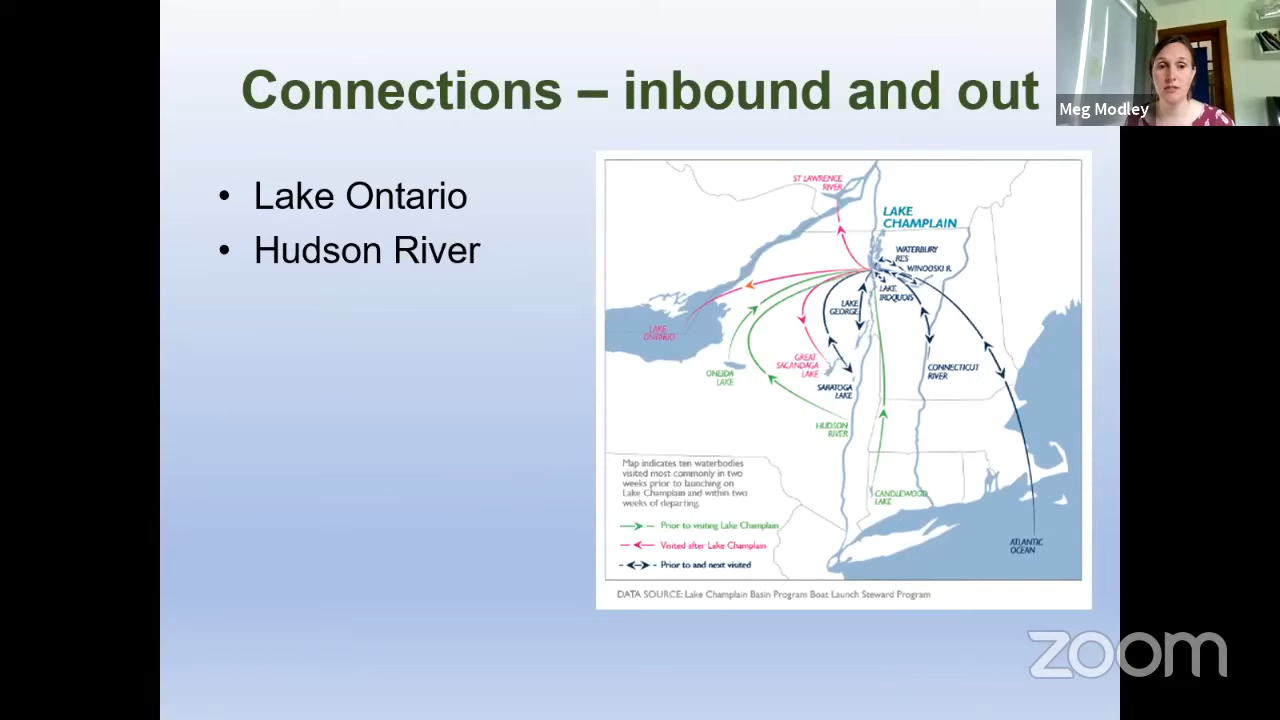 Connections – inbound and out
Meg Modley
• Lake Ontario
• Hudson River
ST LAWRENCE
RIVER
LAKE
CHAMPLAIN
WATERBURY
RES
WINOOSKI R.
LAKE
IROQUOIS
LAKE
GEORGE
LAKE
ONTARIO
ONEIDA
LAKE
GREAT
SACANDAGA
LAKE
SARATOGA
LAKE
CONNECTICUT
RIVER
HUDSON
RIVER
CANDLEWOOD
LAKE
ATLANTIC
OCEAN
Map indicates ten waterbodies
visited most commonly in two
weeks prior to launching on
Lake Champlain and within two
weeks of departing.
Prior to visiting Lake Champlain
Visited after Lake Champlain
Prior to and next visited
DATA SOURCE: Lake Champlain Basin Program Boat Launch Steward Program
zoom